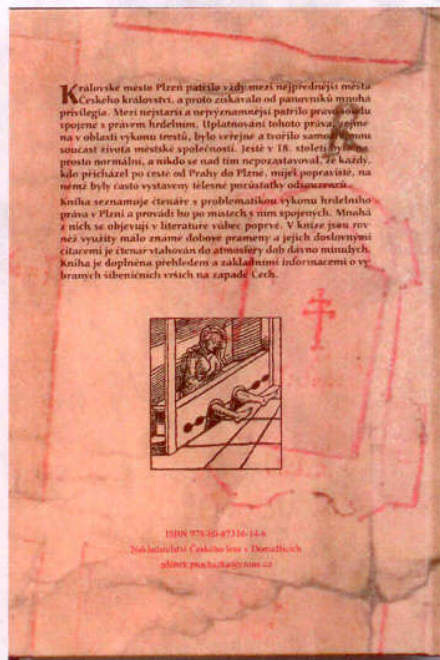 Královské město Plzeň patřilo vždy mezi nejpřednější města
Českého království, a proto získávalo od panovníků mnohá
privilegia. Mezi nejstarší a nejvýznamnější patřilo právo soudu
spojené s právem hrdelním. Uplatňování tohoto práva, zejmé-
na v oblasti výkonu trestů, bylo veřejné a tvořilo samozřejmou
součást života městské společnosti. Ještě v 18. století bylo na-
prosto normální, a nikdo se nad tím nepozastavoval, že každý,
kdo přicházel po cestě od Prahy do Plzně, míjel popraviště, na
němž byly často vystaveny tělesné pozůstatky odsouzenců.
Kniha seznamuje čtenáře s problematikou výkonu hrdelního
práva v Plzni a provádí ho po místech s ním spojených. Mnohá
z nich se objevují v literatuře vůbec poprvé. V knize jsou rov-
něž využity málo známé dobové prameny a jejich doslovnými
citacemi je čtenář vtahován do atmosféry dob dávno minulých.
Kniha je doplněna přehledem a základními informacemi o vy-
braných šibeničních vrších na západě Čech.
ISBN 978-80-87316-14-6
Nakladatelství Českého lesa v Domažlicích